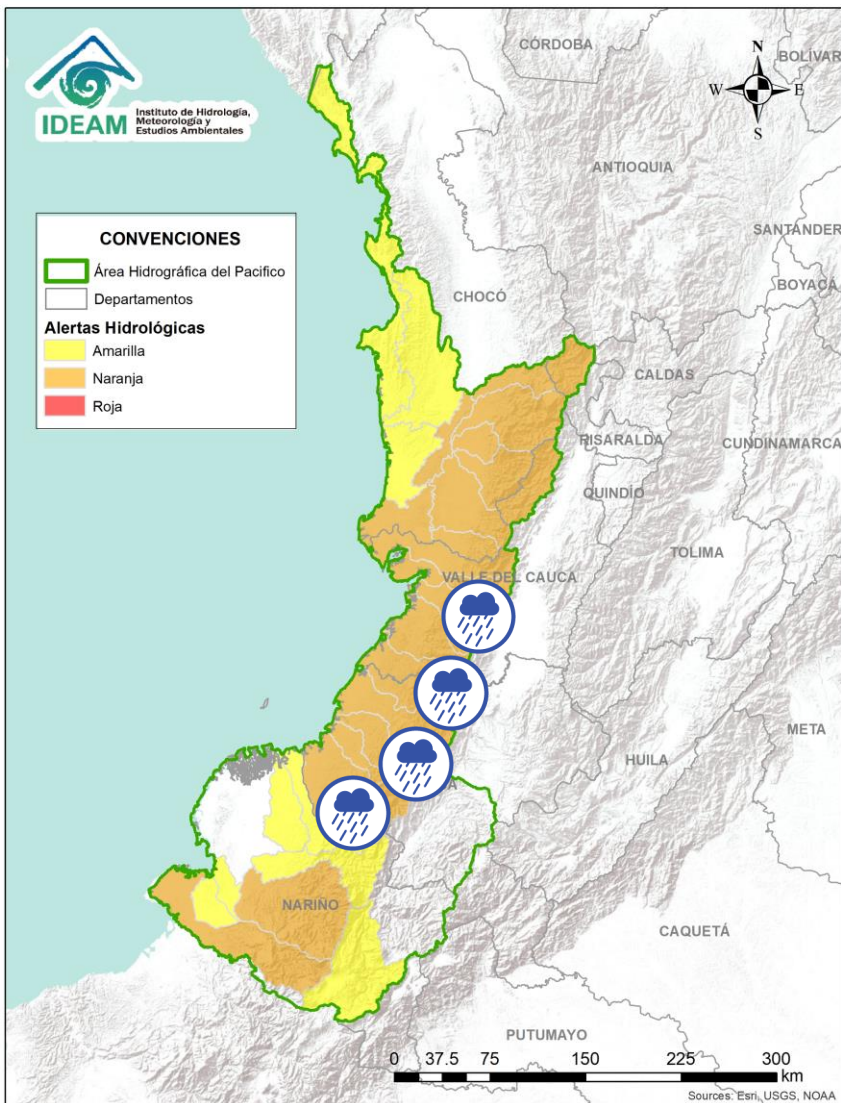 IDEAM
Instituto de Hidrología,
Meteorología y
Estudios Ambientales
CÓRDOBA
BOLÍVAR
N
W
E
S
ANTIOQUIA
SANTANDER
BOYACÁ
CONVENCIONES
Área Hidrográfica del Pacifico
Departamentos
Alertas Hidrológicas
Amarilla
Naranja
Roja
CHOCÓ
CALDAS
RISARALDA
CUNDINAMARCA
QUINDÍO
TOLIMA
VALLE DEL CAUCA
META
HUILA
A
NARIÑO
CAQUETÁ
PUTUMAYO
0 37.5 75 150 225 300
km
Sources: Esri, USGS, NOAA